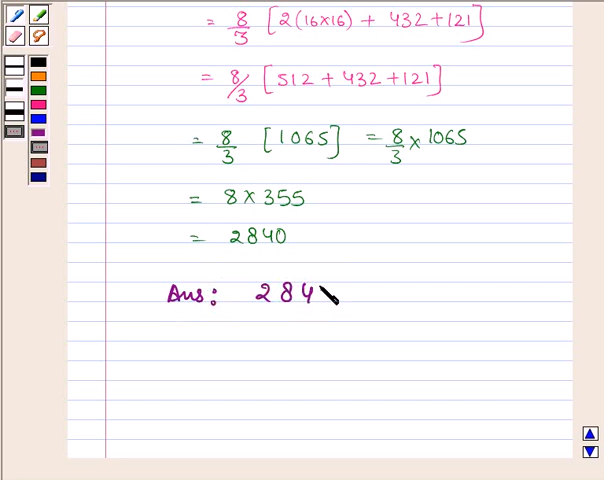 = 8/3 [2(16×16) + 432 + 121]
= 8/3 [512 + 432 + 121]
= 8/3 [1065] = 8/3 × 1065
= 8 × 355
= 2840
Ans: 284